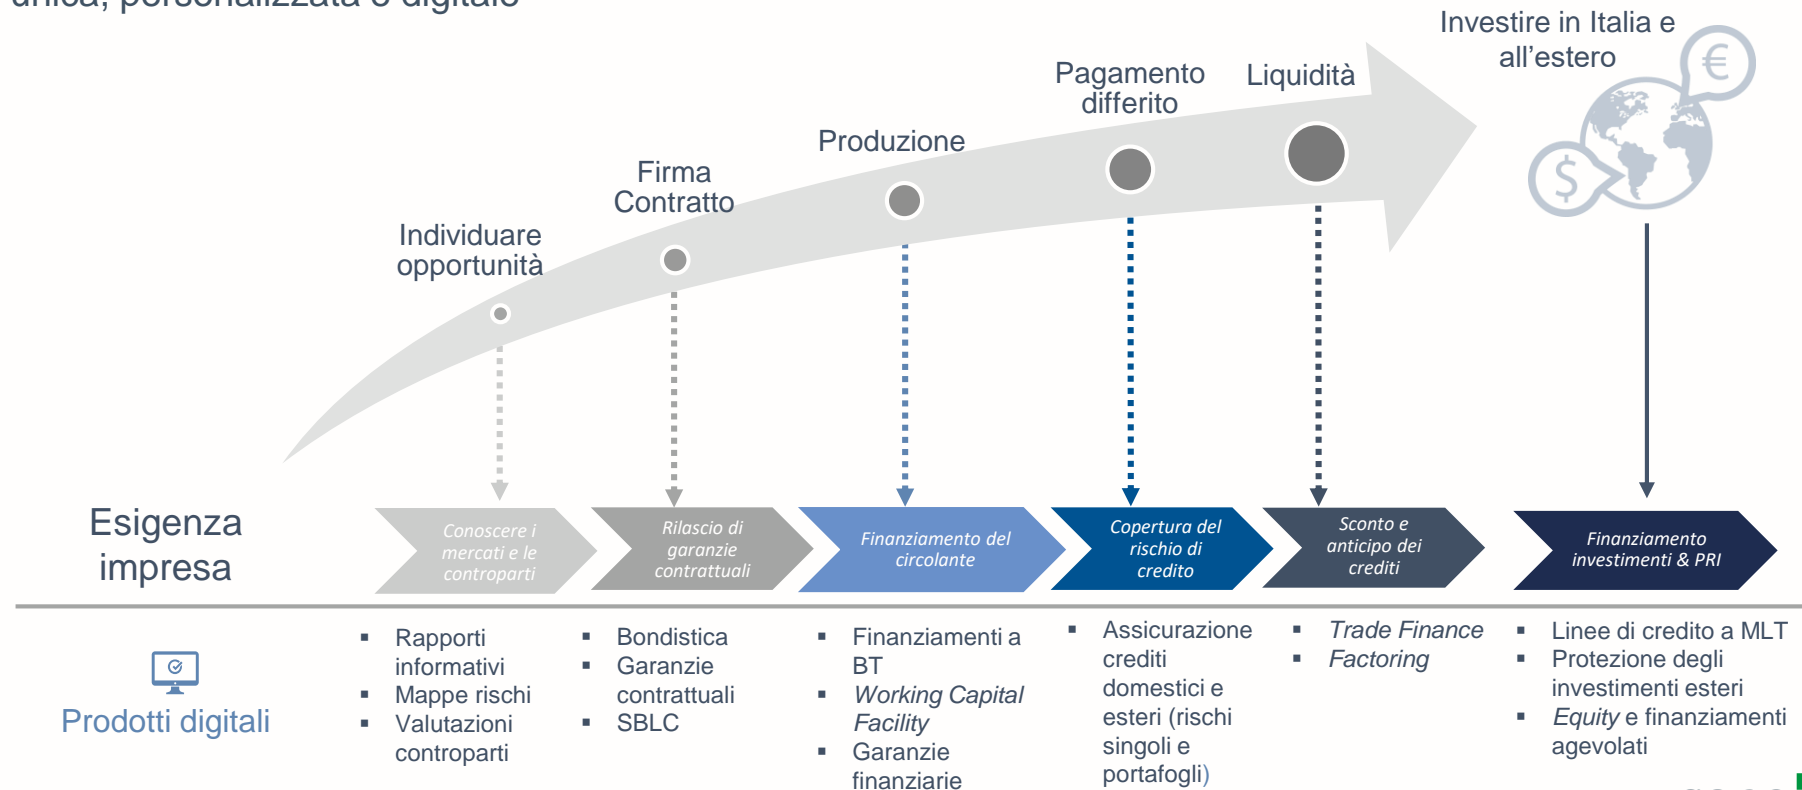 unica, personalizzata e digitale
Investire in Italia e
all'estero
€
$
Liquidità
Pagamento
differito
Produzione
Firma
Contratto
Individuare
opportunità
Esigenza
impresa
Conoscere i
mercati e le
controparti
Rilascio di
garanzie
contrattuali
Finanziamento del
circolante
Copertura del
rischio di
credito
Sconto e
anticipo dei
crediti
Finanziamento
investimenti & PRI
Prodotti digitali
▪ Rapporti
informativi
▪ Mappe rischi
▪ Valutazioni
controparti
▪ Bondistica
▪ Garanzie
contrattuali
▪ SBLC
▪ Finanziamenti a
BT
▪ Working Capital
Facility
▪ Garanzie
finanziarie
▪ Assicurazione
crediti
domestici e
esteri (rischi
singoli e
portafogli)
▪ Trade Finance
▪ Factoring
▪ Linee di credito a MLT
▪ Protezione degli
investimenti esteri
▪ Equity e finanziamenti
agevolati